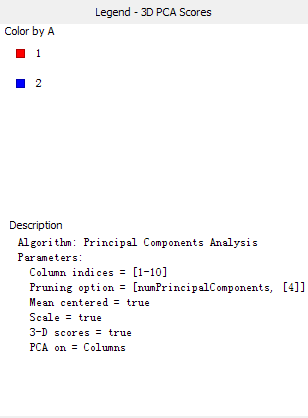 Legend - 3D PCA Scores
Color by A
1
2
Description
Algorithm: Principal Components Analysis
Parameters:
Column indices = [1-10]
Pruning option = [numPrincipalComponents, [4]]
Mean centered = true
Scale = true
3-D scores = true
PCA on = Columns